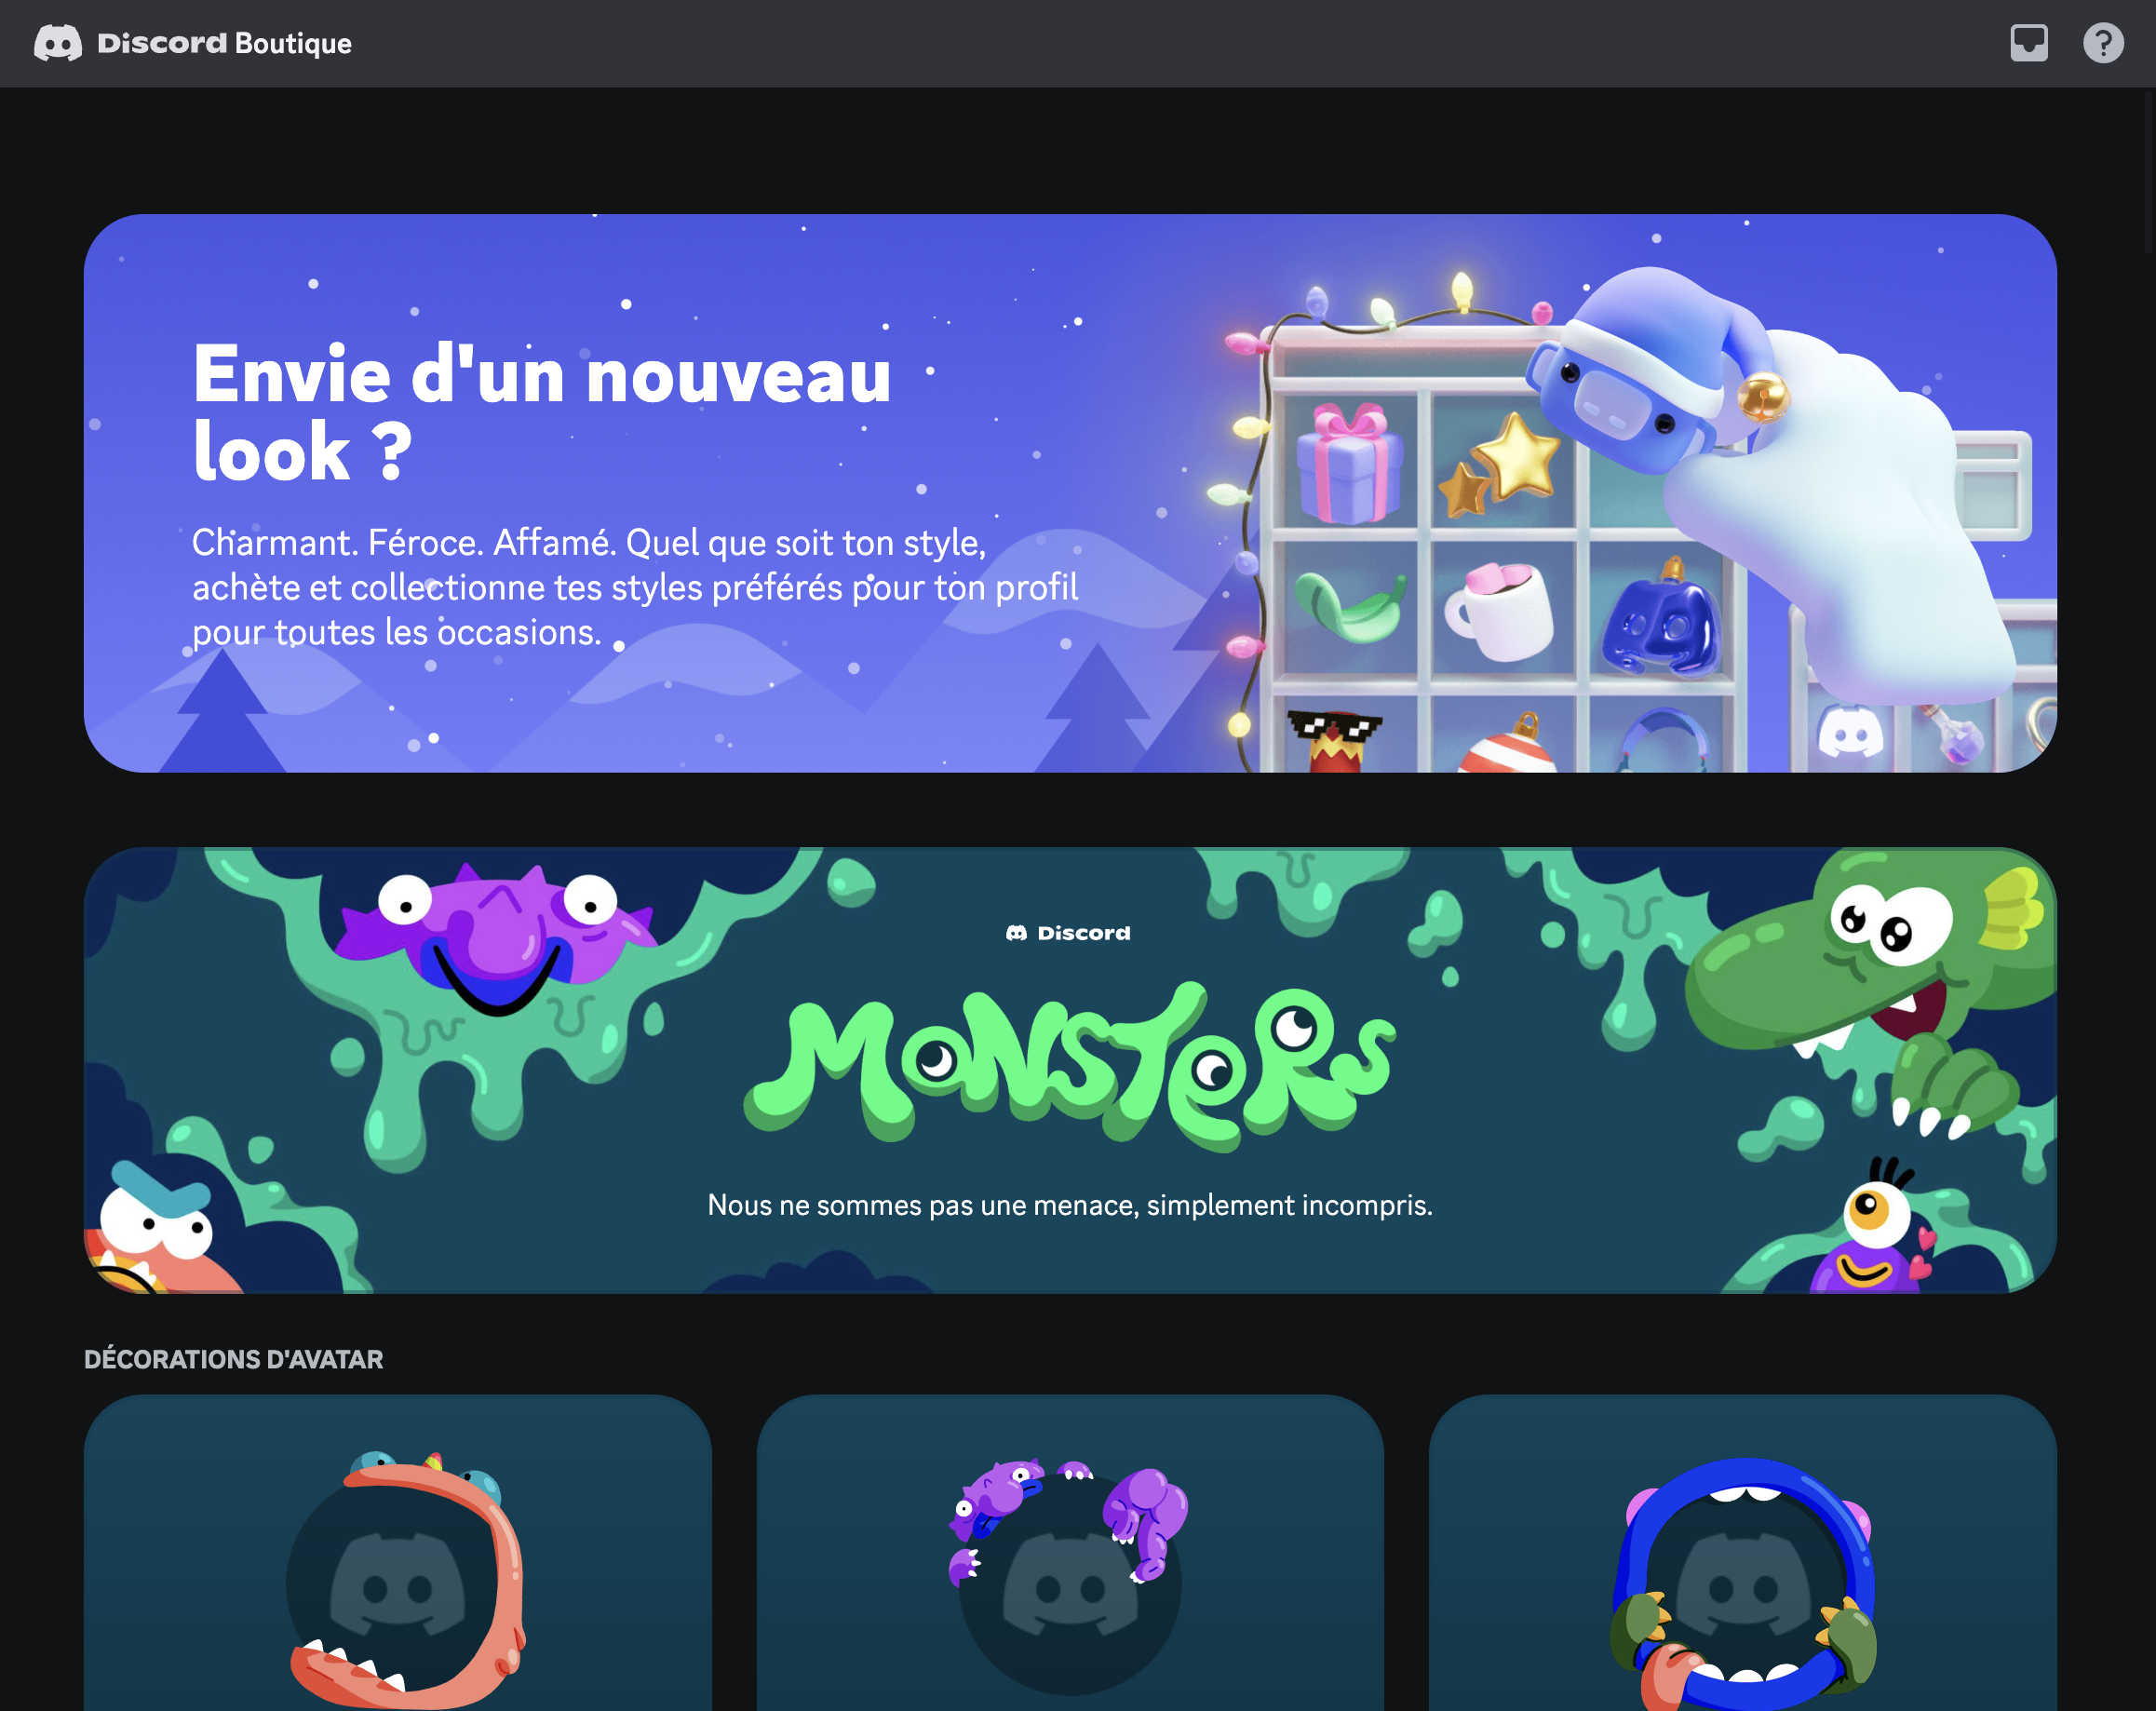 Discord Boutique
Envie d'un nouveau
look ?
Charmant. Féroce. Affamé. Quel que soit ton style,
achète et collectionne tes styles préférés pour ton profil
pour toutes les occasions.
Discord
MONSTERS
Nous ne sommes pas une menace, simplement incompris.
DÉCORATIONS D'AVATAR